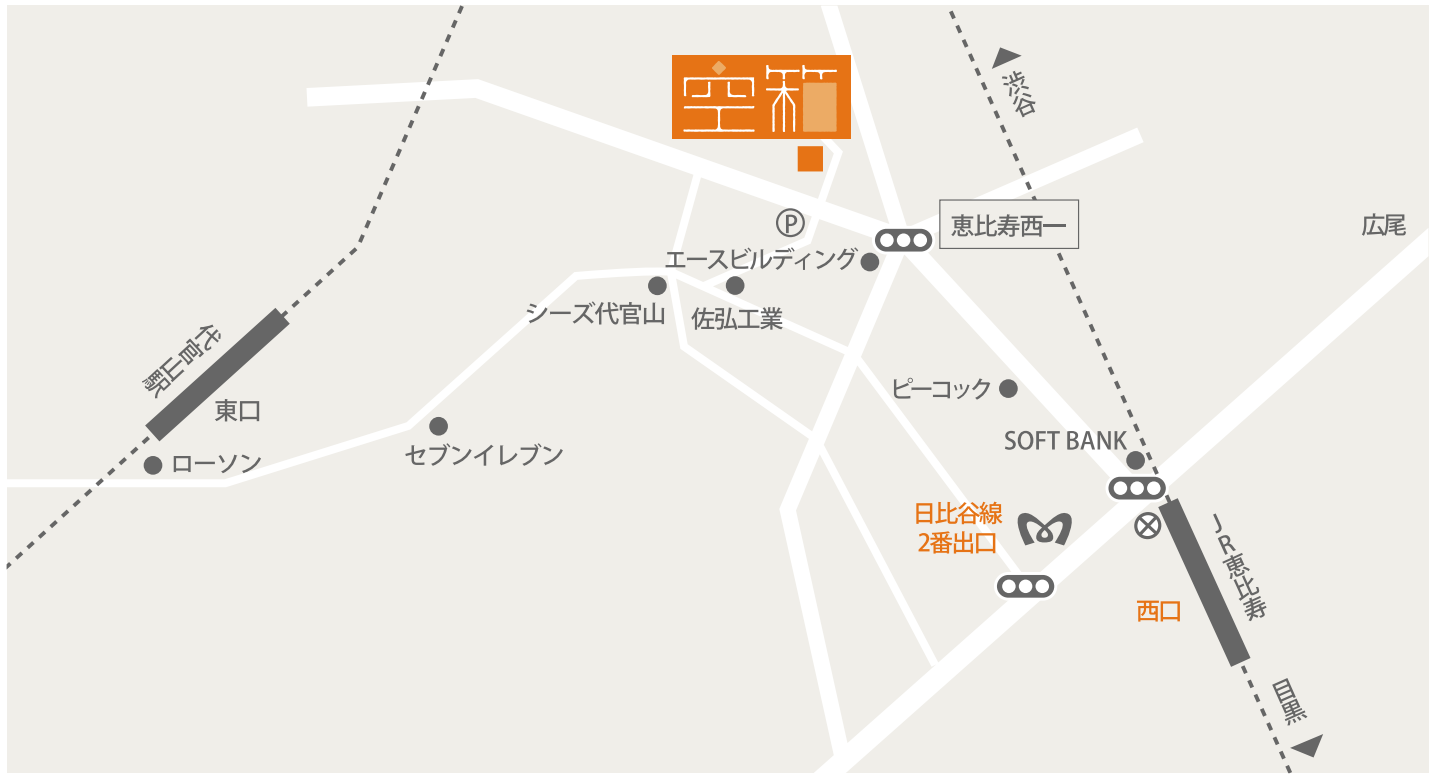 空箱
渋谷
恵比寿西一
広尾
P
エースビルディング
シーズ代官山
佐弘工業
代官山駅
東口
ピーコック
SOFT BANK
セブンイレブン
ローソン
日比谷線
2番出口
JR恵比寿
西口
目黒